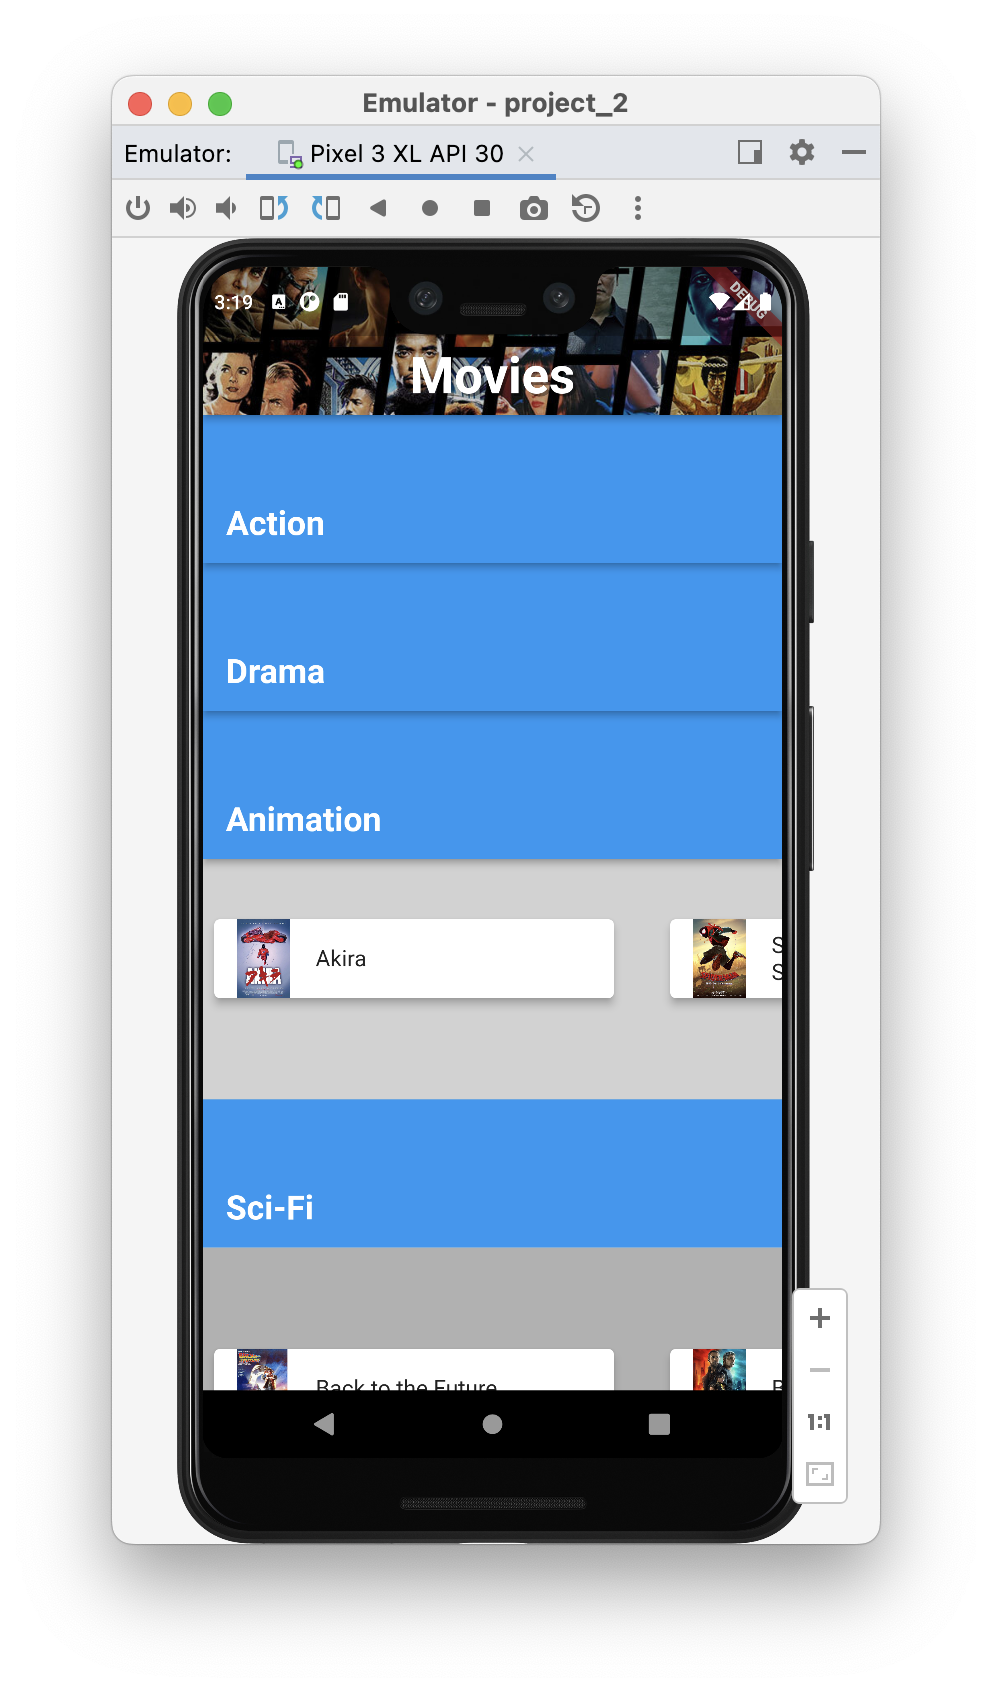 Emulator - project_2
Emulator:
Pixel 3 XL API 30
3:19
A
DEBUG
Movies
Action
Drama
Animation
Akira
S
S
Sci-Fi
Back to the Future
B
1:1